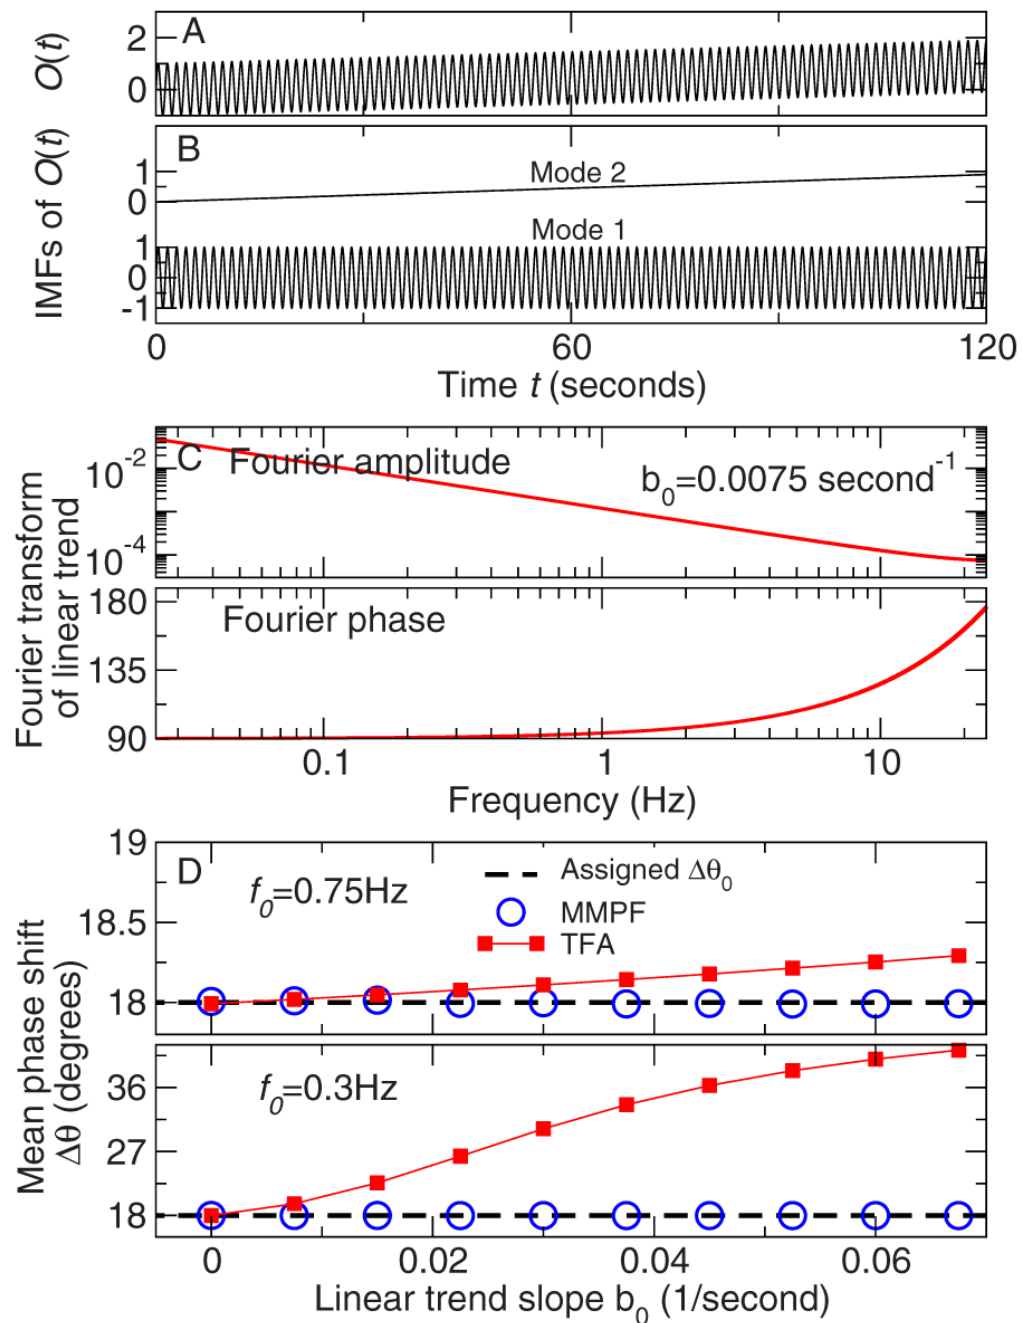 A
O(t)
2
0
B
IMFs of O(t)
Mode 2
1
0
Mode 1
1
0
-1
0 60 120
Time t (seconds)
C Fourier amplitude
b₀=0.0075 second⁻¹
10⁻²
10⁻⁴
Fourier transform
of linear trend
Fourier phase
180
135
90
0.1 1 10
Frequency (Hz)
D
f₀=0.75Hz
Assigned Δθ₀
MMPF
TFA
19
18.5
18
Mean phase shift
Δθ (degrees)
f₀=0.3Hz
36
27
18
0 0.02 0.04 0.06
Linear trend slope b₀ (1/second)